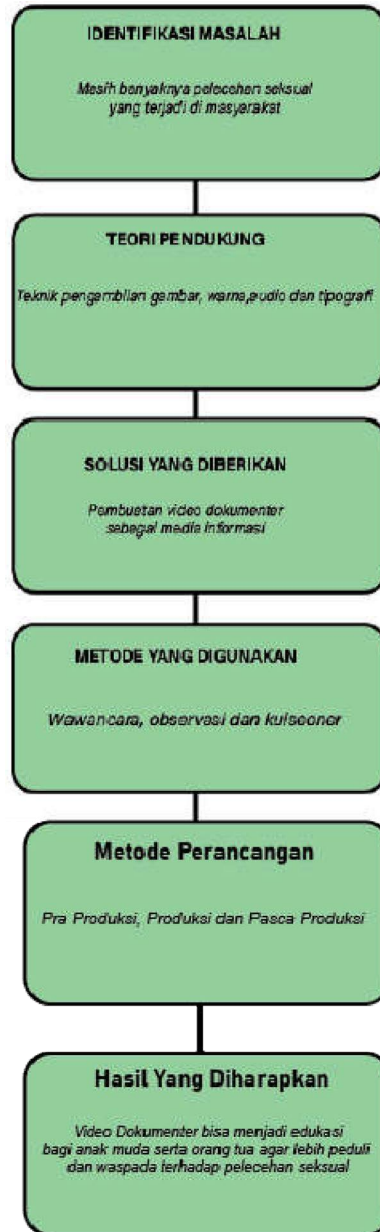 IDENTIFIKASI MASALAH
Masih banyaknya pelecehan seksual
yang terjadi di masyarakat
TEORI PENDUKUNG
Teknik pengambilan gambar, warna,audio dan tipografi
SOLUSI YANG DIBERIKAN
Pembuatan video dokumenter
sebagai media informasi
METODE YANG DIGUNAKAN
Wawancara, observasi dan kuiseoner
Metode Perancangan
Pra Produksi, Produksi dan Pasca Produksi
Hasil Yang Diharapkan
Video Dokumenter bisa menjadi edukasi
bagi anak muda serta orang tua agar lebih peduli
dan waspada terhadap pelecehan seksual